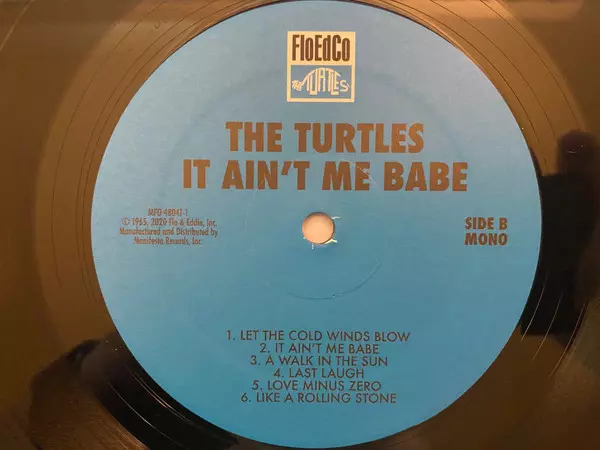 FloEdCo
THE TURTLES
THE TURTLES
IT AIN'T ME BABE
MFO-48047-1
© 1965, 2020 Flo & Eddie, Inc.
Manufactured and Distributed by
Manifesto Records, Inc.
SIDE B
MONO
1. LET THE COLD WINDS BLOW
2. IT AIN'T ME BABE
3. A WALK IN THE SUN
4. LAST LAUGH
5. LOVE MINUS ZERO
6. LIKE A ROLLING STONE